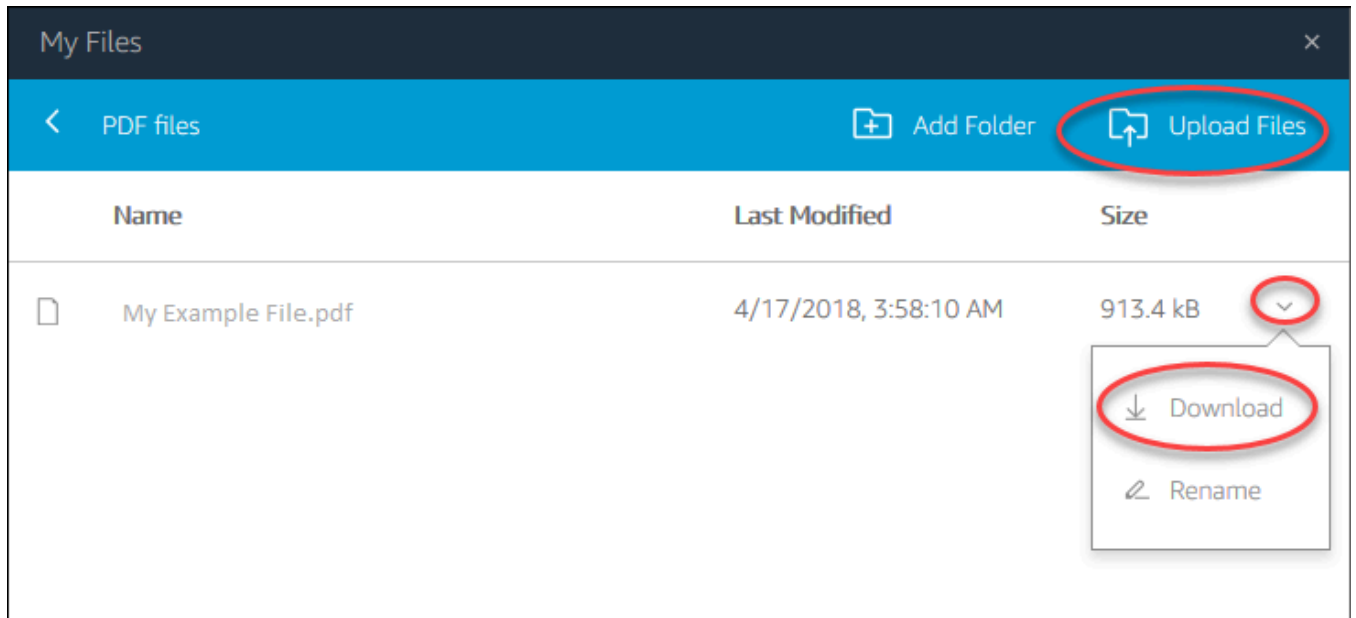 My Files
PDF files Add Folder Upload Files
Name Last Modified Size
My Example File.pdf 4/17/2018, 3:58:10 AM 913.4 kB
Download
Rename